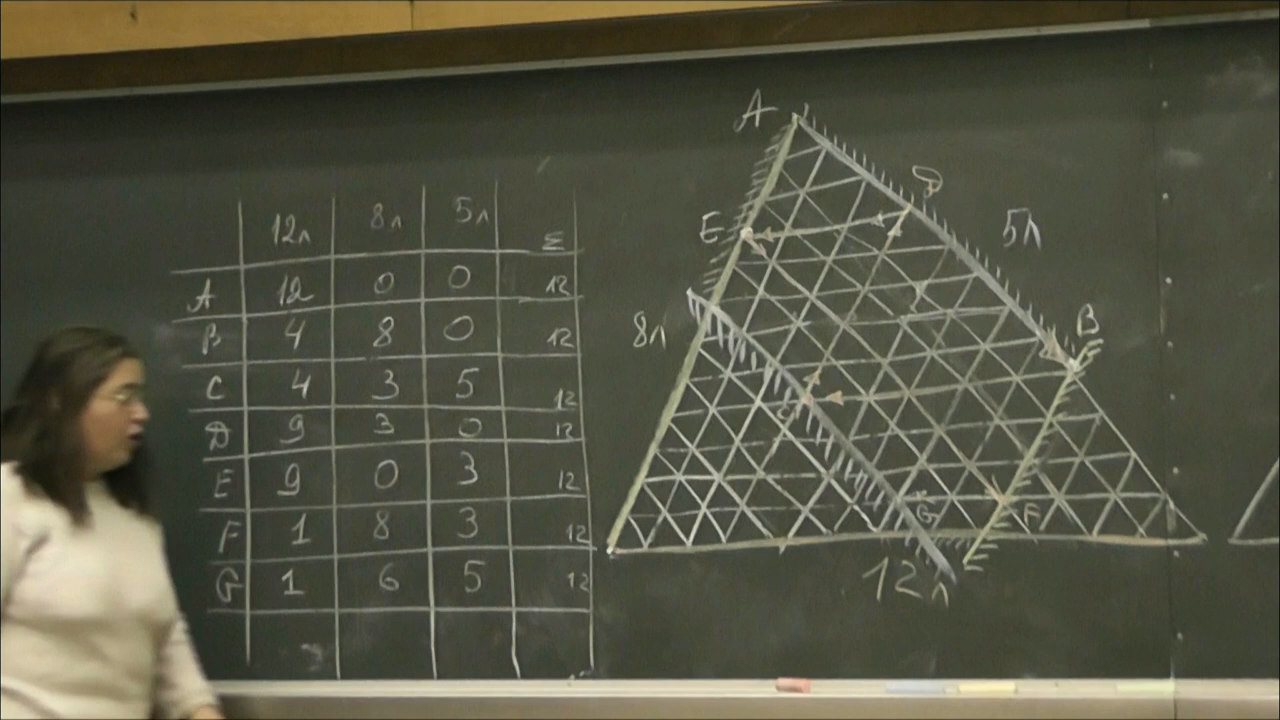 12л 8л 5л Σ
A 12 0 0 12
B 4 8 0 12
C 4 3 5 12
D 9 3 0 12
E 9 0 3 12
F 1 8 3 12
G 1 6 5 12
A
D
E
5л
B
8л
C
G
F
12л